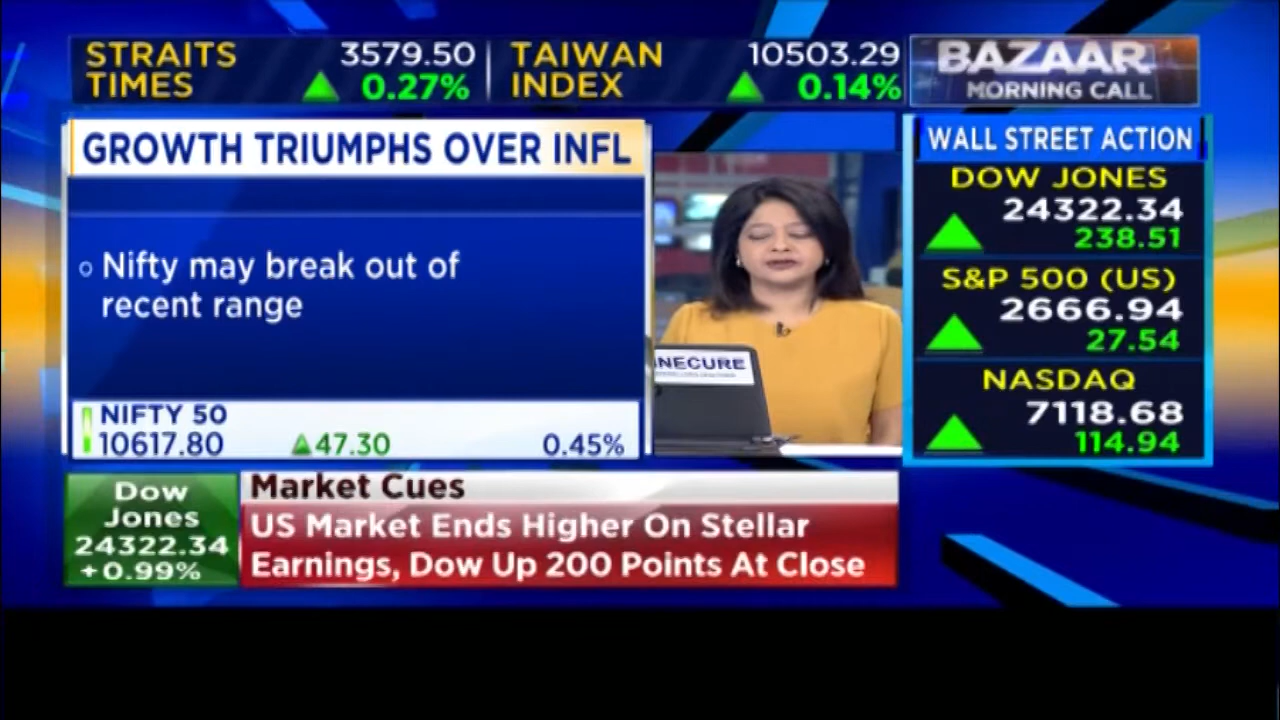 STRAITS
TIMES
3579.50
0.27%
TAIWAN
INDEX
10503.29
0.14%
BAZAAR
MORNING CALL
GROWTH TRIUMPHS OVER INFL
Nifty may break out of
recent range
NIFTY 50
10617.80 47.30 0.45%
NECURE
WALL STREET ACTION
DOW JONES
24322.34
238.51
S&P 500 (US)
2666.94
27.54
NASDAQ
7118.68
114.94
Dow
Jones
24322.34
+0.99%
Market Cues
US Market Ends Higher On Stellar
Earnings, Dow Up 200 Points At Close